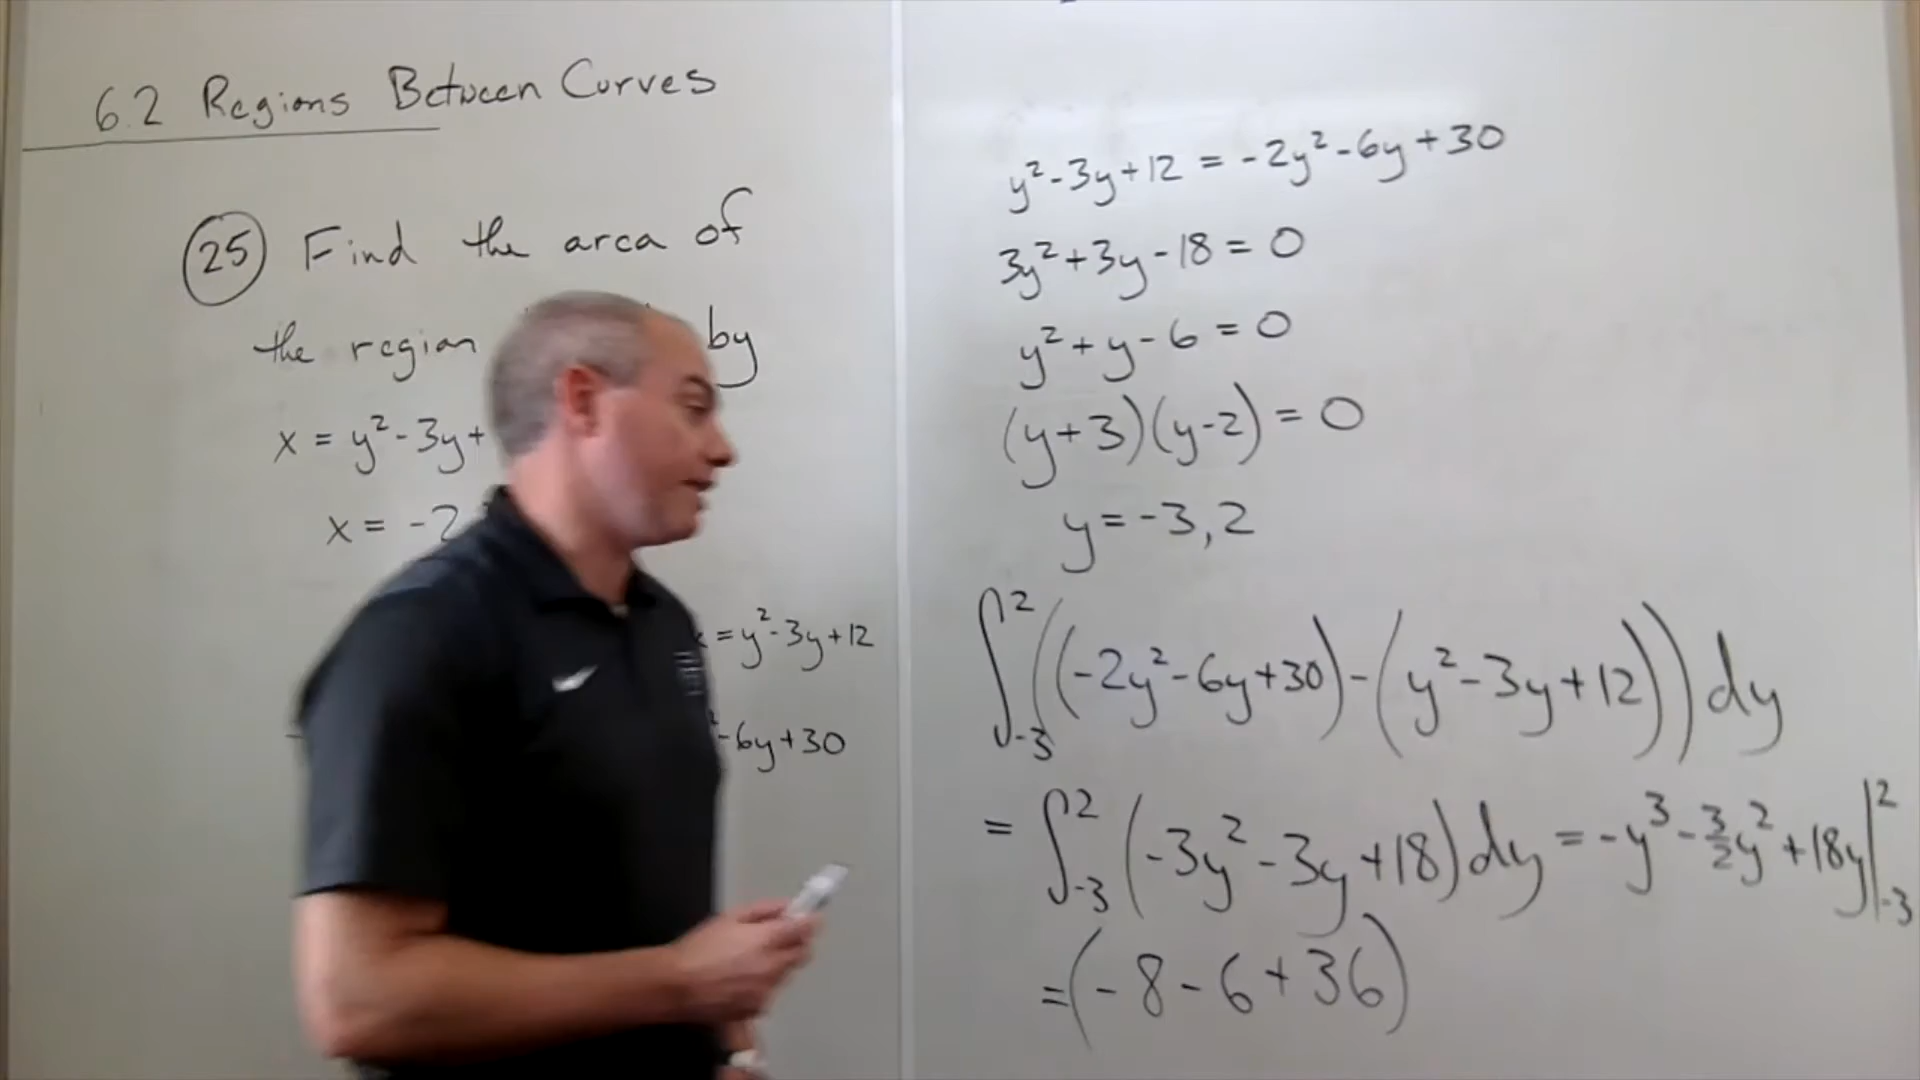 6.2 Regions Between Curves
25 Find the area of
the region by
x = y² - 3y +
x = -2
= y² - 3y + 12
- 6y + 30
y² - 3y + 12 = -2y² - 6y + 30
3y² + 3y - 18 = 0
y² + y - 6 = 0
(y+3)(y-2) = 0
y = -3, 2
∫₋₃² ((-2y² - 6y + 30) - (y² - 3y + 12)) dy
= ∫₋₃² (-3y² - 3y + 18) dy = -y³ - 3/2 y² + 18y |₋₃²
= (-8 - 6 + 36)